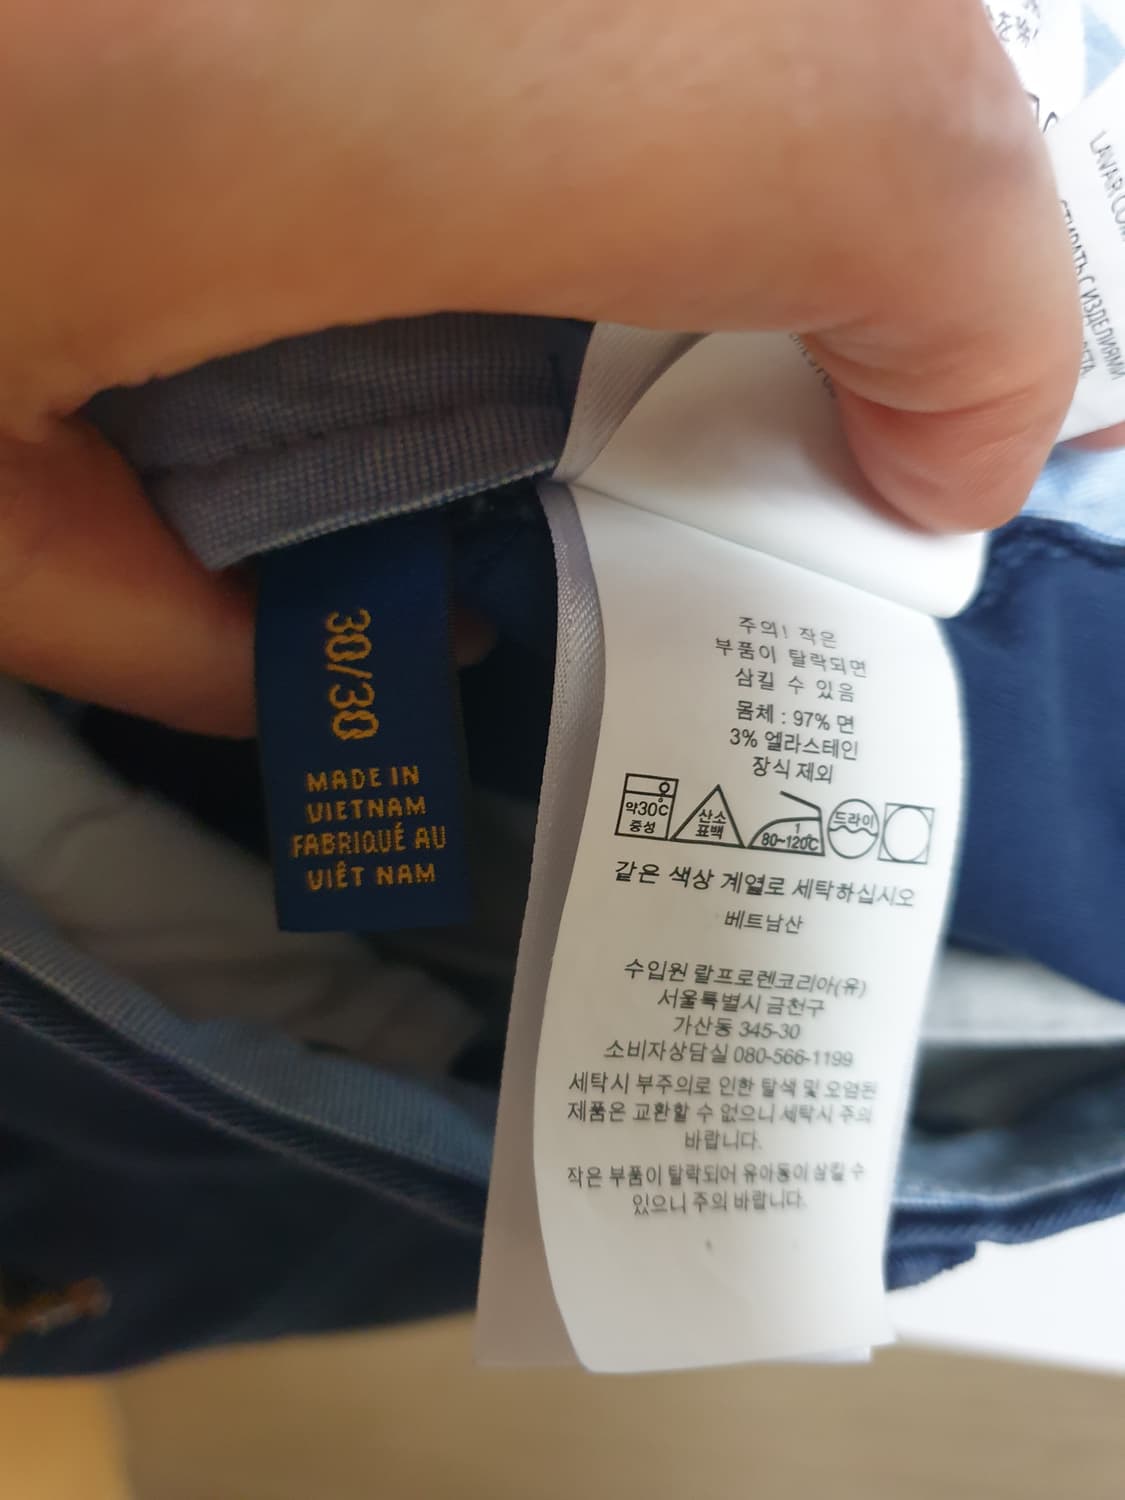 30/30
MADE IN
VIETNAM
FABRIQUÉ AU
VIÊT NAM
주의! 작은
부품이 탈락되면
삼킬 수 있음
몸체 : 97% 면
3% 엘라스테인
장식 제외
약30℃
중성
산소
표백
1
80~120℃
드라이
같은 색상 계열로 세탁하십시오
베트남산
수입원 랄프로렌코리아(유)
서울특별시 금천구
가산동 345-30
소비자상담실 080-566-1199
세탁시 부주의로 인한 탈색 및 오염된
제품은 교환할 수 없으니 세탁시 주의
바랍니다.
작은 부품이 탈락되어 유아동이 삼킬 수
있으니 주의 바랍니다.
LAVAR
СТИРАТЬ С ИЗДЕЛИЯМИ